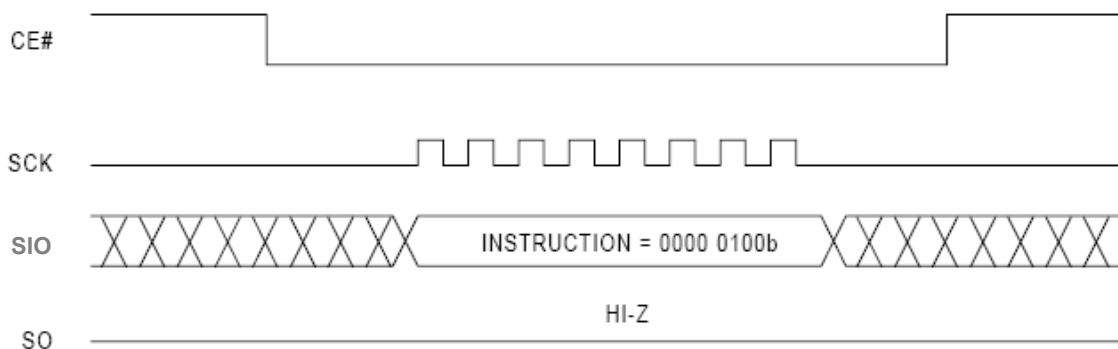 CE#
SCK
SIO
INSTRUCTION = 0000 0100b
HI-Z
SO